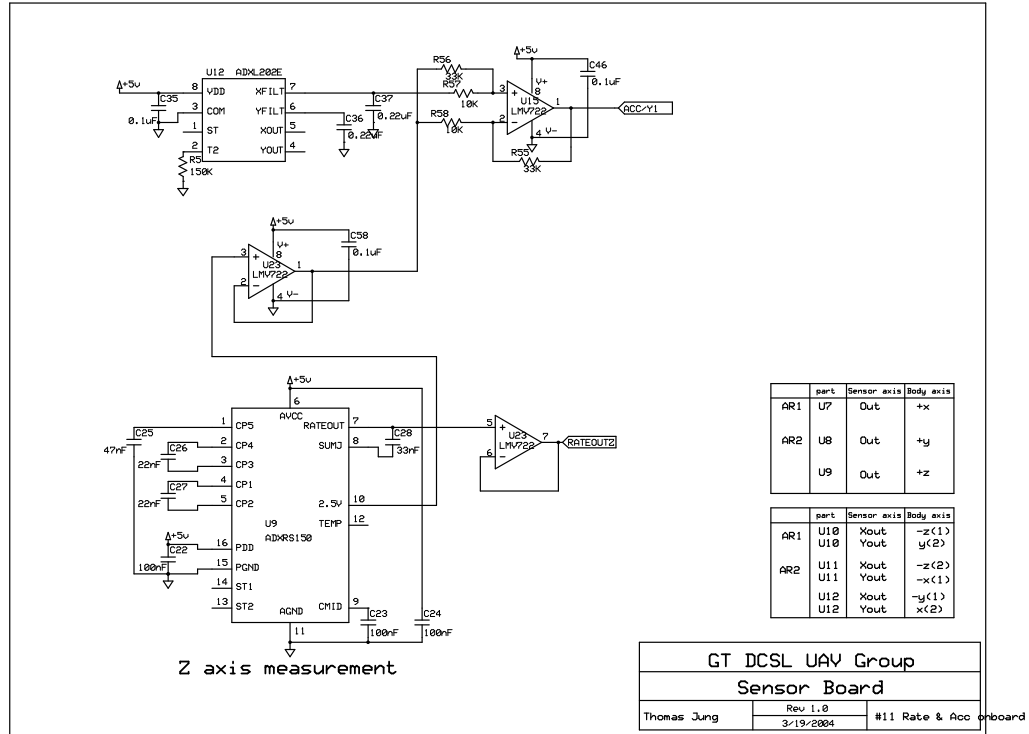 +5v
U12 ADXL202E
8 VDD XFILT 7
3 COM YFILT 6
1 ST XOUT 5
2 T2 YOUT 4
C35
0.1uF
R5
150K
C37
0.22uF
C36
0.22uF
R56
33K
R57
10K
R58
10K
+5v
C46
0.1uF
V+
8
3 +
U15
LMV722
2 -
1
4 V-
R55
33K
ACC/Y1
+5v
C58
0.1uF
V+
8
3 +
U23
LMV722
2 -
1
4 V-
+5v
6
AVCC
1 CP5 RATEOUT 7
2 CP4 SUMJ 8
3 CP3
4 CP1
5 CP2 2.5V 10
TEMP 12
U9
ADXRS150
16 PDD
15 PGND
14 ST1
13 ST2 CMID 9
AGND
11
C25
47nF
C26
22nF
C27
22nF
+5v
C22
100nF
C28
33nF
C23
100nF
C24
100nF
5 +
U23
LMV722
6 -
7
RATEOUTZ
Z axis measurement
part Sensor axis Body axis
AR1 U7 Out +x
AR2 U8 Out +y
U9 Out +z
part Sensor axis Body axis
AR1 U10 Xout -z(1)
U10 Yout y(2)
AR2 U11 Xout -z(2)
U11 Yout -x(1)
U12 Xout -y(1)
U12 Yout x(2)
GT DCSL UAV Group
Sensor Board
Thomas Jung
Rev 1.0
3/19/2004
#11 Rate & Acc onboard